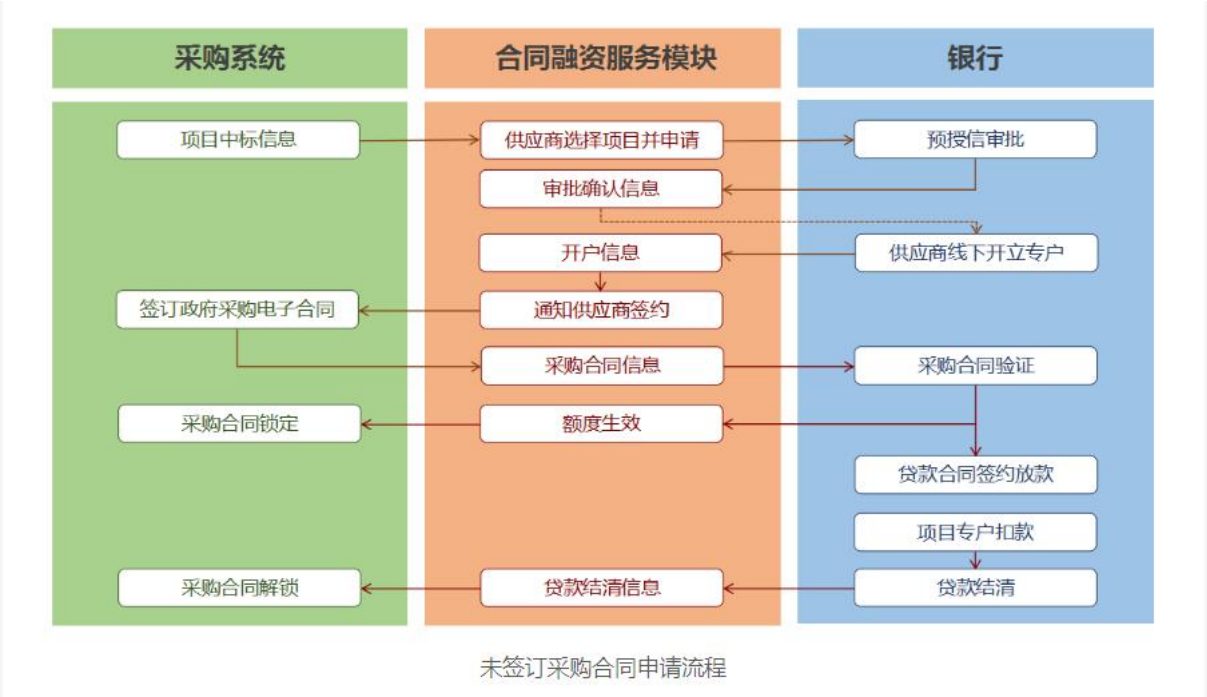 采购系统
合同融资服务模块
银行
项目中标信息
供应商选择项目并申请
预授信审批
审批确认信息
开户信息
供应商线下开立专户
签订政府采购电子合同
通知供应商签约
采购合同信息
采购合同验证
采购合同锁定
额度生效
贷款合同签约放款
项目专户扣款
采购合同解锁
贷款结清信息
贷款结清
未签订采购合同申请流程